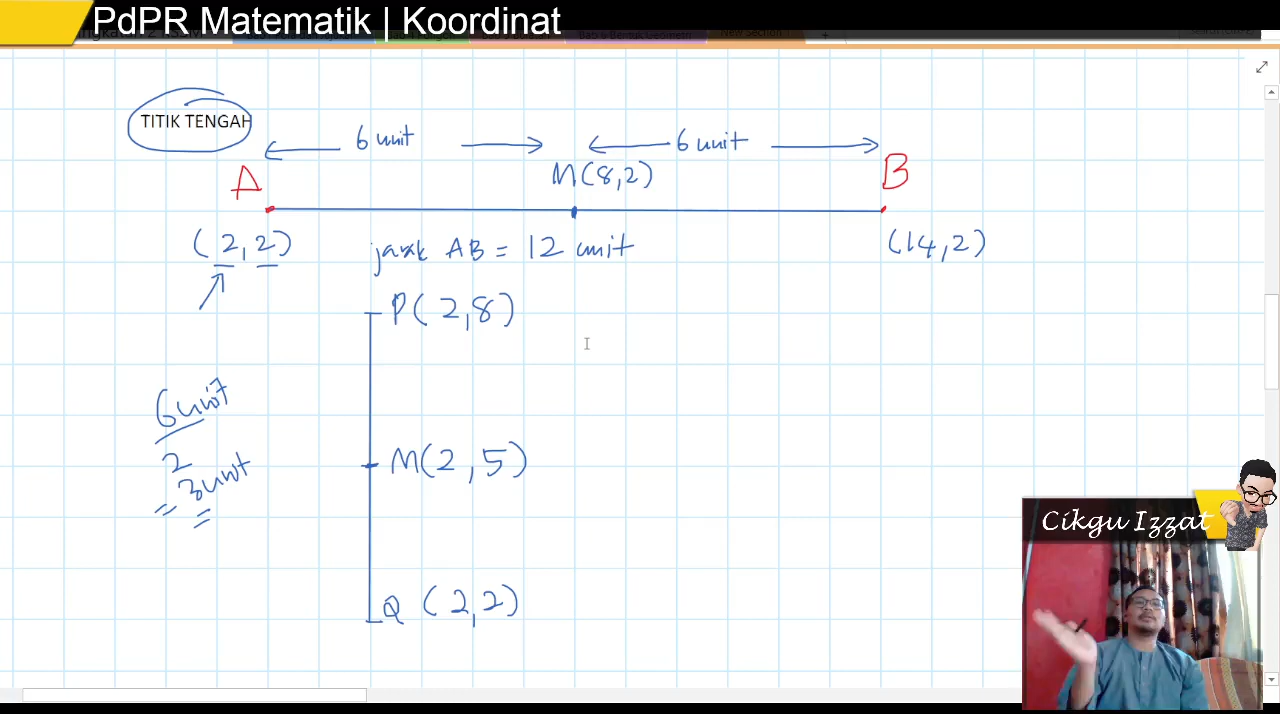 PdPR Matematik | Koordinat
TITIK TENGAH
6 unit
6 unit
A
M(8,2)
B
(2,2)
jarak AB = 12 unit
(14,2)
P(2,8)
6 unit
2
= 3 unit
M(2,5)
Q (2,2)
Cikgu Izzat